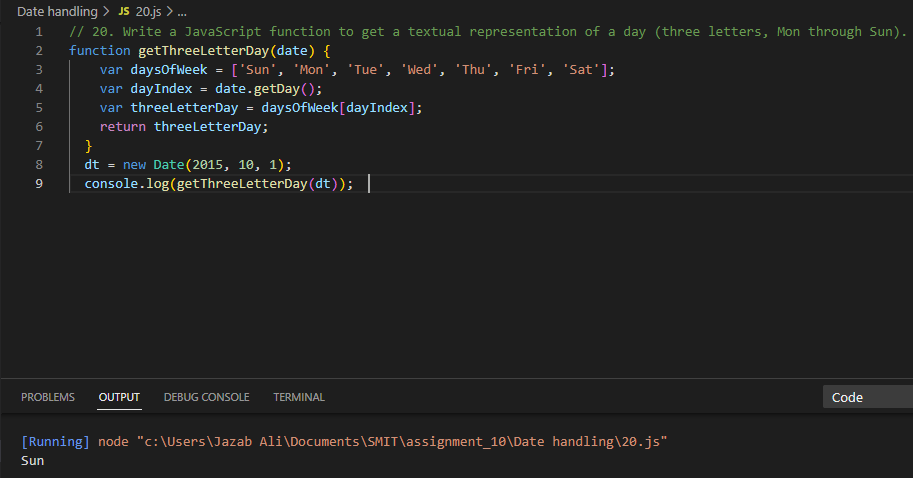 Date handling > JS 20.js > ...
1 // 20. Write a JavaScript function to get a textual representation of a day (three letters, Mon through Sun).
2 function getThreeLetterDay(date) {
3 var daysOfWeek = ['Sun', 'Mon', 'Tue', 'Wed', 'Thu', 'Fri', 'Sat'];
4 var dayIndex = date.getDay();
5 var threeLetterDay = daysOfWeek[dayIndex];
6 return threeLetterDay;
7 }
8 dt = new Date(2015, 10, 1);
9 console.log(getThreeLetterDay(dt));
PROBLEMS OUTPUT DEBUG CONSOLE TERMINAL Code
[Running] node "c:\Users\Jazab Ali\Documents\SMIT\assignment_10\Date handling\20.js"
Sun